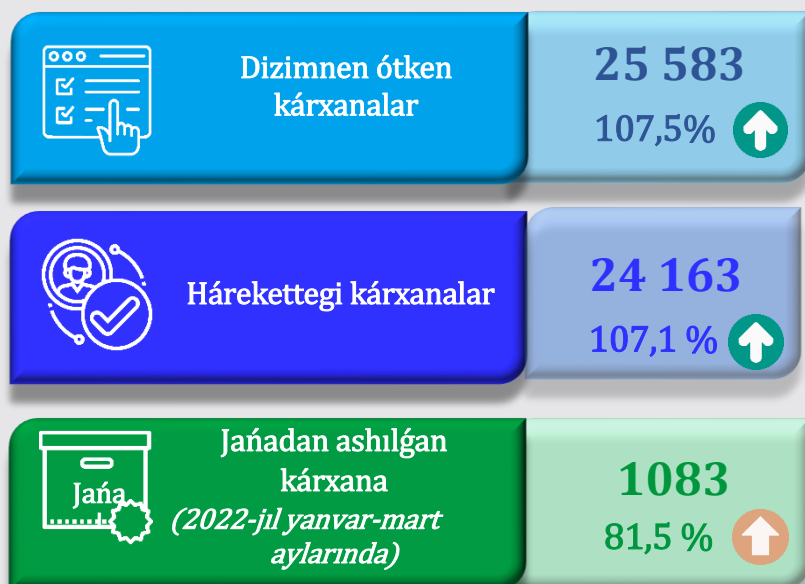 Dizimnen ótken
kárxanalar
25 583
107,5%
Hárekettegi kárxanalar
24 163
107,1 %
Jańa
Jańadan ashılǵan
kárxana
(2022-jıl yanvar-mart
aylarında)
1083
81,5 %